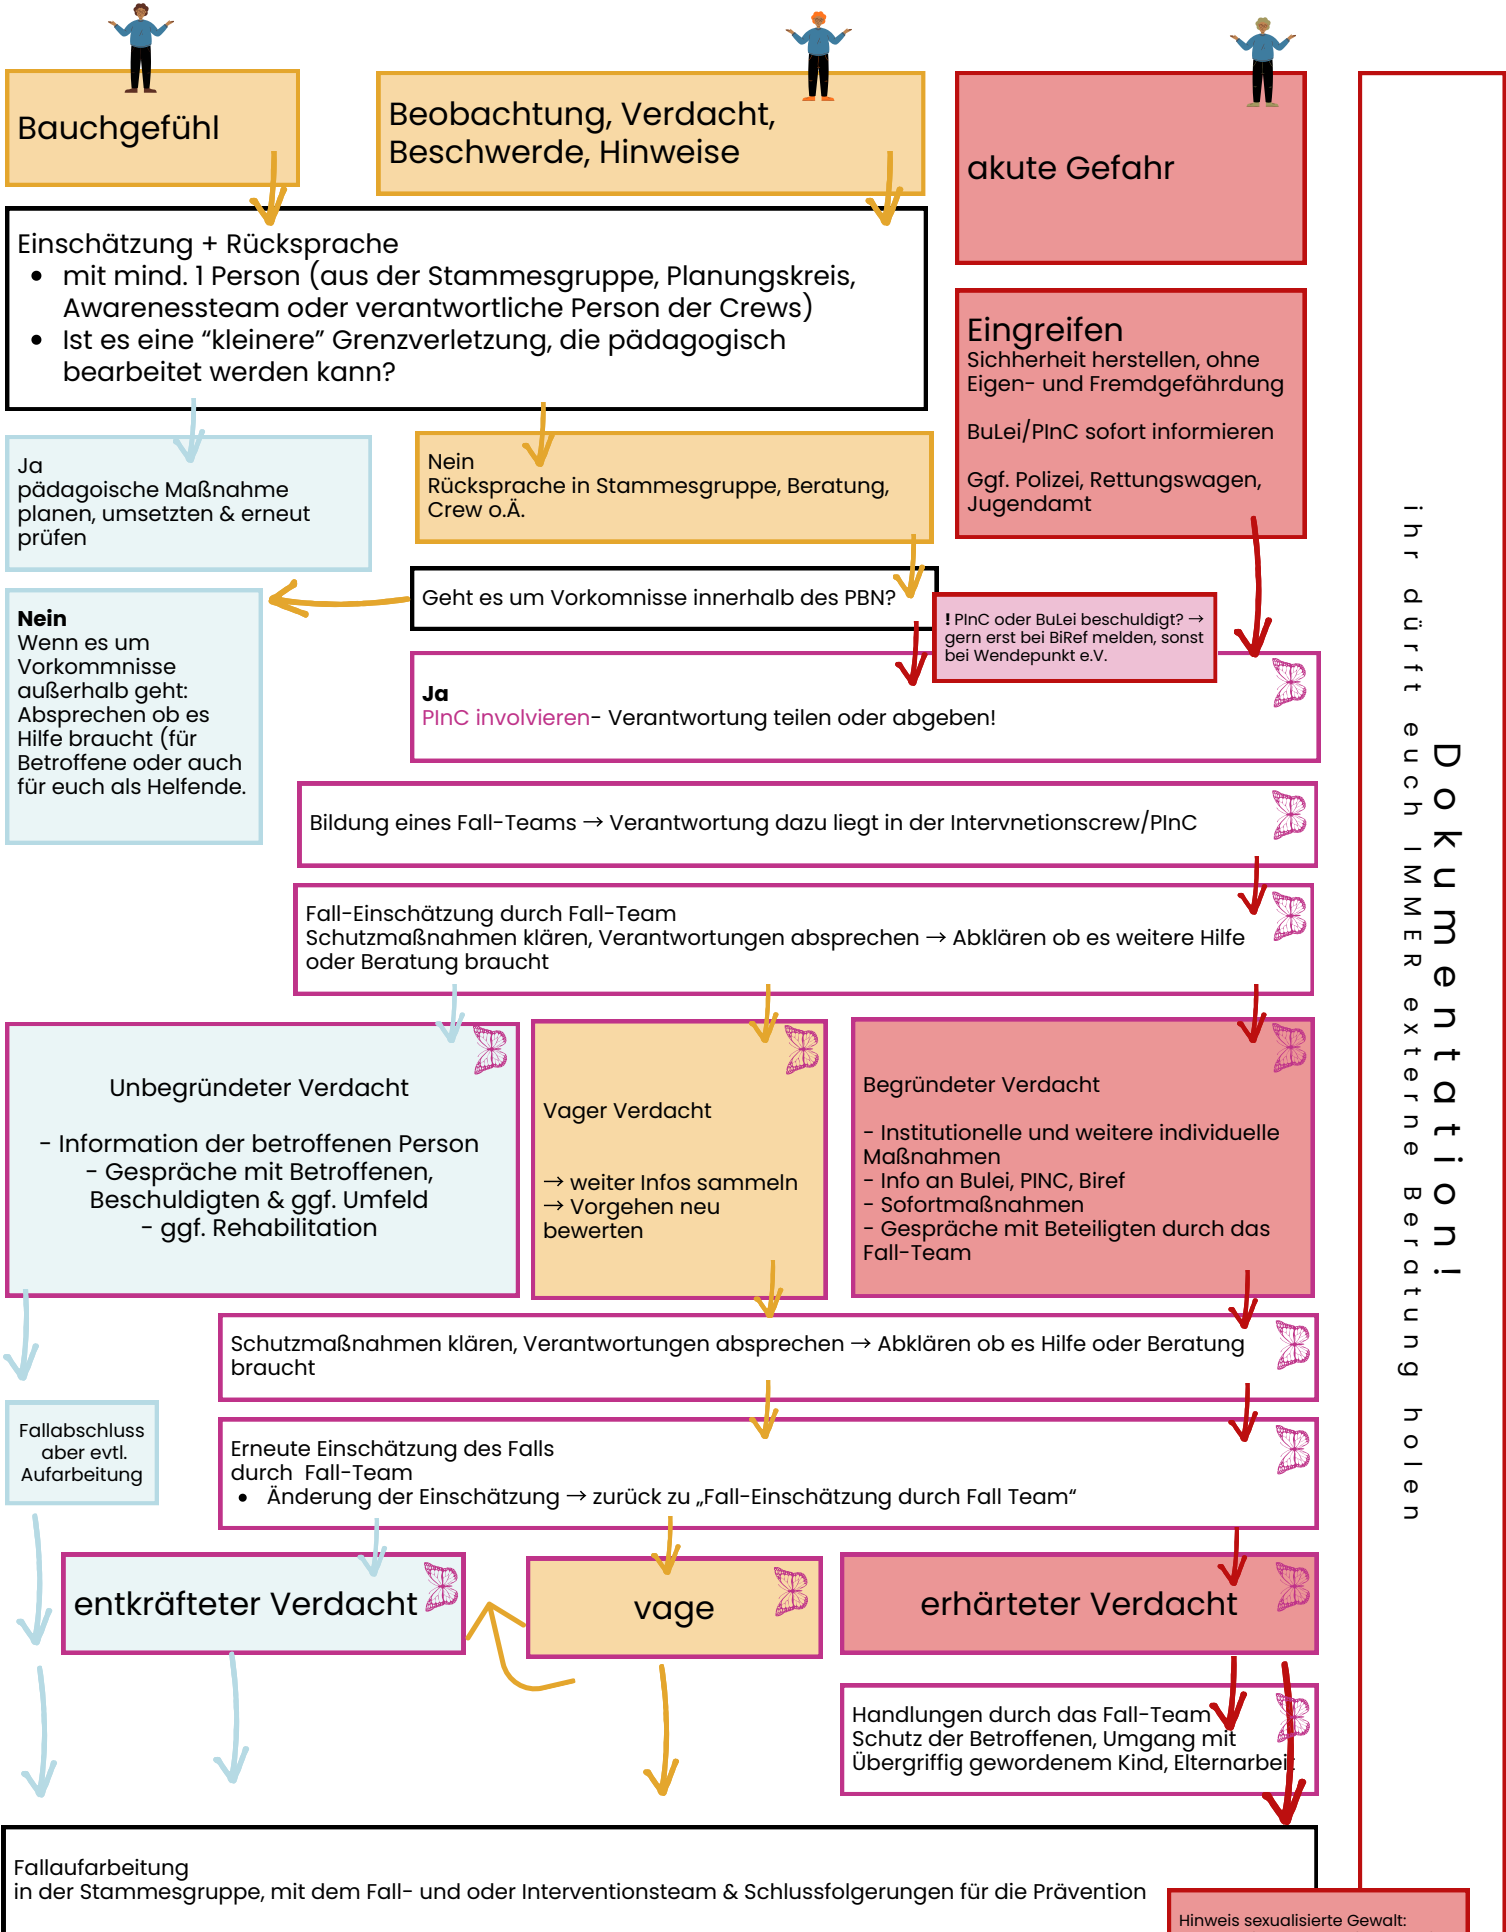 Bauchgefühl
Beobachtung, Verdacht,
Beschwerde, Hinweise
akute Gefahr
Einschätzung + Rücksprache
• mit mind. 1 Person (aus der Stammesgruppe, Planungskreis,
Awarenessteam oder verantwortliche Person der Crews)
• Ist es eine “kleinere” Grenzverletzung, die pädagogisch
bearbeitet werden kann?
Eingreifen
Sichherheit herstellen, ohne
Eigen- und Fremdgefährdung
BuLei/PInC sofort informieren
Ggf. Polizei, Rettungswagen,
Jugendamt
Ja
pädagoische Maßnahme
planen, umsetzten & erneut
prüfen
Nein
Rücksprache in Stammesgruppe, Beratung,
Crew o.Ä.
Geht es um Vorkomnisse innerhalb des PBN?
! PInC oder BuLei beschuldigt? →
gern erst bei BiRef melden, sonst
bei Wendepunkt e.V.
Nein
Wenn es um
Vorkommnisse
außerhalb geht:
Absprechen ob es
Hilfe braucht (für
Betroffene oder auch
für euch als Helfende.
Ja
PInC involvieren- Verantwortung teilen oder abgeben!
Bildung eines Fall-Teams → Verantwortung dazu liegt in der Intervnetionscrew/PInC
Fall-Einschätzung durch Fall-Team
Schutzmaßnahmen klären, Verantwortungen absprechen → Abklären ob es weitere Hilfe
oder Beratung braucht
Unbegründeter Verdacht
- Information der betroffenen Person
- Gespräche mit Betroffenen,
Beschuldigten & ggf. Umfeld
- ggf. Rehabilitation
Vager Verdacht
→ weiter Infos sammeln
→ Vorgehen neu
bewerten
Begründeter Verdacht
- Institutionelle und weitere individuelle
Maßnahmen
- Info an Bulei, PINC, Biref
- Sofortmaßnahmen
- Gespräche mit Beteiligten durch das
Fall-Team
Schutzmaßnahmen klären, Verantwortungen absprechen → Abklären ob es Hilfe oder Beratung
braucht
Fallabschluss
aber evtl.
Aufarbeitung
Erneute Einschätzung des Falls
durch Fall-Team
• Änderung der Einschätzung → zurück zu „Fall-Einschätzung durch Fall Team“
entkräfteter Verdacht
vage
erhärteter Verdacht
Handlungen durch das Fall-Team
Schutz der Betroffenen, Umgang mit
Übergriffig gewordenem Kind, Elternarbeit
Fallaufarbeitung
in der Stammesgruppe, mit dem Fall- und oder Interventionsteam & Schlussfolgerungen für die Prävention
Hinweis sexualisierte Gewalt:
Dokumentation!
ihr dürft euch IMMER externe Beratung holen